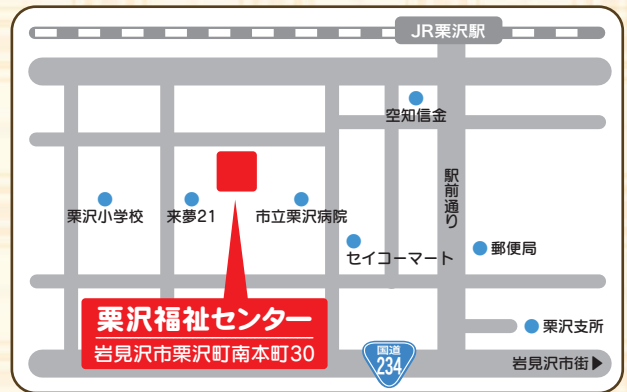 JR栗沢駅
空知信金
駅前通り
栗沢小学校
来夢21
市立栗沢病院
セイコーマート
郵便局
栗沢福祉センター
岩見沢市栗沢町南本町30
栗沢支所
国道
234
岩見沢市街▶